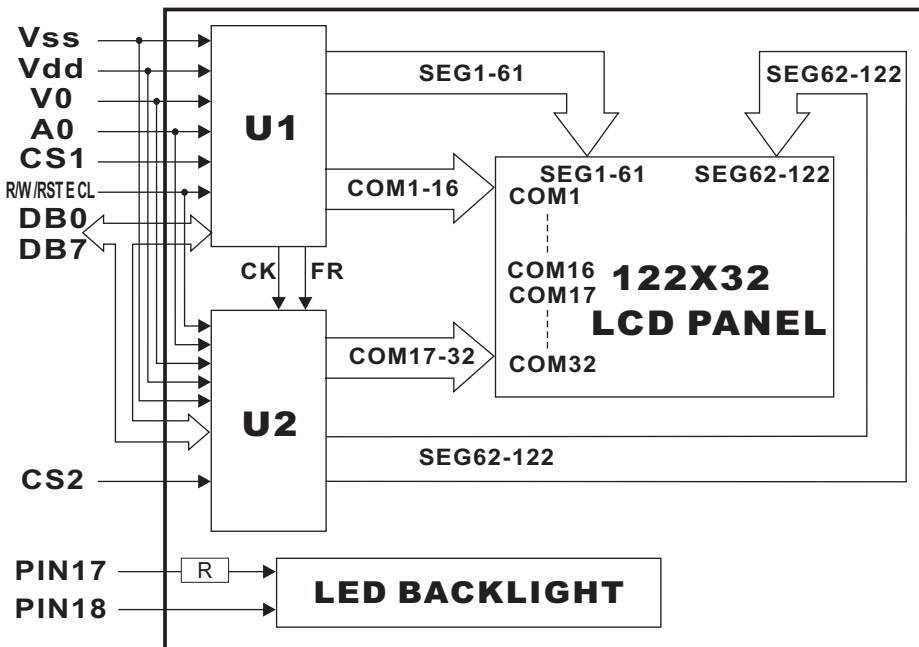 Vss
Vdd
V0
A0
CS1
R/W /RST E CL
DB0
DB7
CS2
PIN17
PIN18
U1
CK
FR
U2
SEG1-61
SEG62-122
COM1-16
COM17-32
SEG62-122
SEG1-61
SEG62-122
COM1
COM16
COM17
COM32
122X32
LCD PANEL
R
LED BACKLIGHT